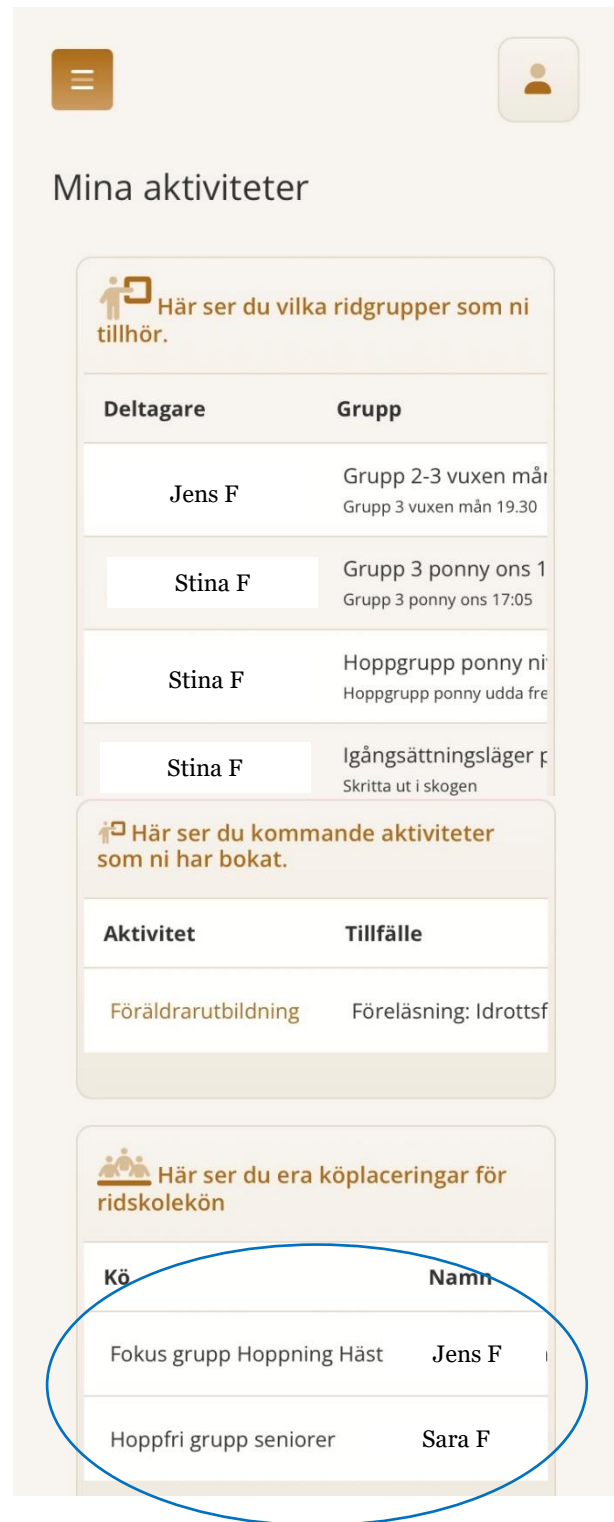 Mina aktiviteter
Här ser du vilka ridgrupper som ni
tillhör.
Deltagare Grupp
Jens F Grupp 2-3 vuxen mån
Grupp 3 vuxen mån 19.30
Stina F Grupp 3 ponny ons 1
Grupp 3 ponny ons 17:05
Stina F Hoppgrupp ponny ni
Hoppgrupp ponny udda fre
Stina F Igångsättningsläger p
Skritta ut i skogen
Här ser du kommande aktiviteter
som ni har bokat.
Aktivitet Tillfälle
Föräldrarutbildning Föreläsning: Idrottsf
Här ser du era köplaceringar för
ridskolekön
Kö Namn
Fokus grupp Hoppning Häst Jens F
Hoppfri grupp seniorer Sara F